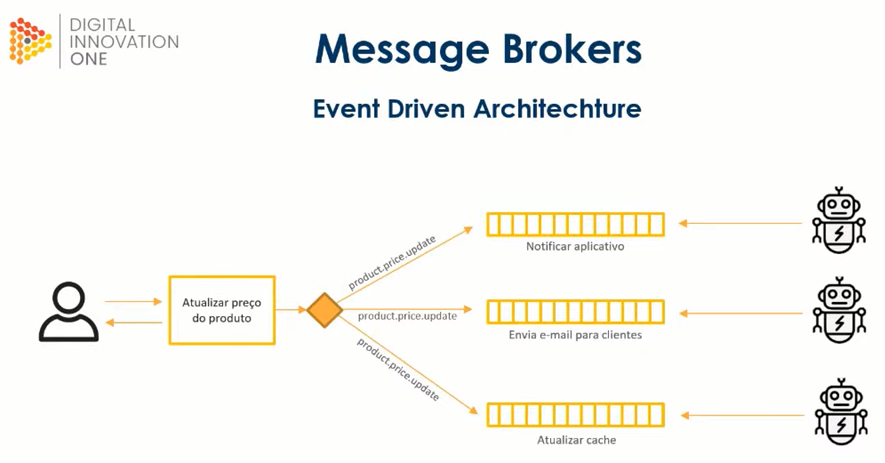 DIGITAL
INNOVATION
ONE
Message Brokers
Event Driven Architechture
product.price.update
Notificar aplicativo
Atualizar preço
do produto
product.price.update
Envia e-mail para clientes
product.price.update
Atualizar cache